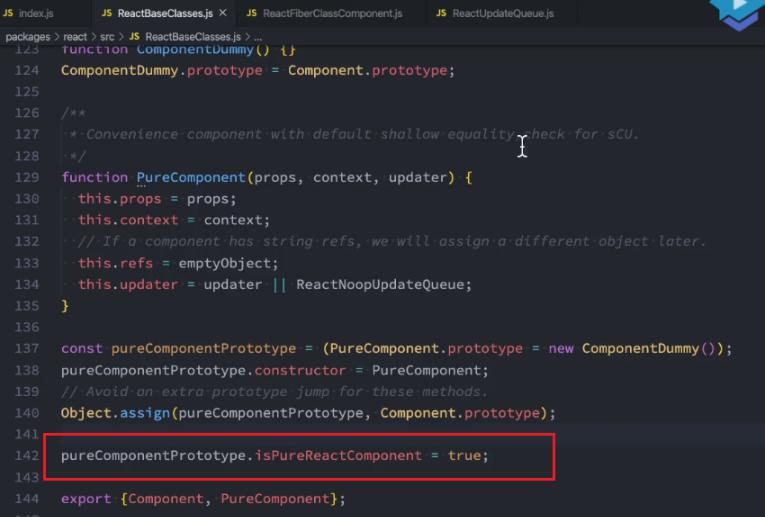 JS index.js
JS ReactBaseClasses.js ×
JS ReactFiberClassComponent.js
JS ReactUpdateQueue.js
packages > react > src > JS ReactBaseClasses.js > ...
123 function ComponentDummy() {}
124 ComponentDummy.prototype = Component.prototype;
125
126 /**
127  * Convenience component with default shallow equality check for sCU.
128  */
129 function PureComponent(props, context, updater) {
130   this.props = props;
131   this.context = context;
132   // If a component has string refs, we will assign a different object later.
133   this.refs = emptyObject;
134   this.updater = updater || ReactNoopUpdateQueue;
135 }
136
137 const pureComponentPrototype = (PureComponent.prototype = new ComponentDummy());
138 pureComponentPrototype.constructor = PureComponent;
139 // Avoid an extra prototype jump for these methods.
140 Object.assign(pureComponentPrototype, Component.prototype);
141
142 pureComponentPrototype.isPureReactComponent = true;
143
144 export {Component, PureComponent};